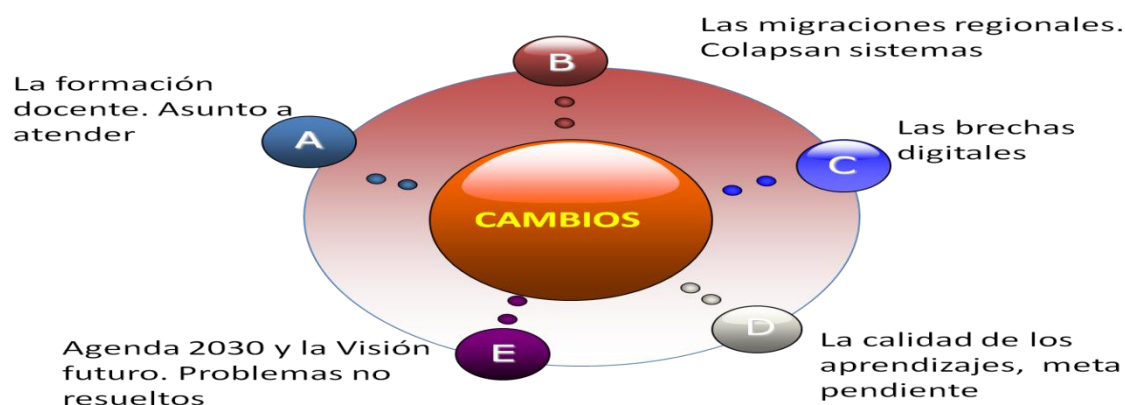 La formación
docente. Asunto a
atender
A
B
Las migraciones regionales.
Colapsan sistemas
C
Las brechas
digitales
CAMBIOS
D
La calidad de los
aprendizajes, meta
pendiente
E
Agenda 2030 y la Visión
futuro. Problemas no
resueltos